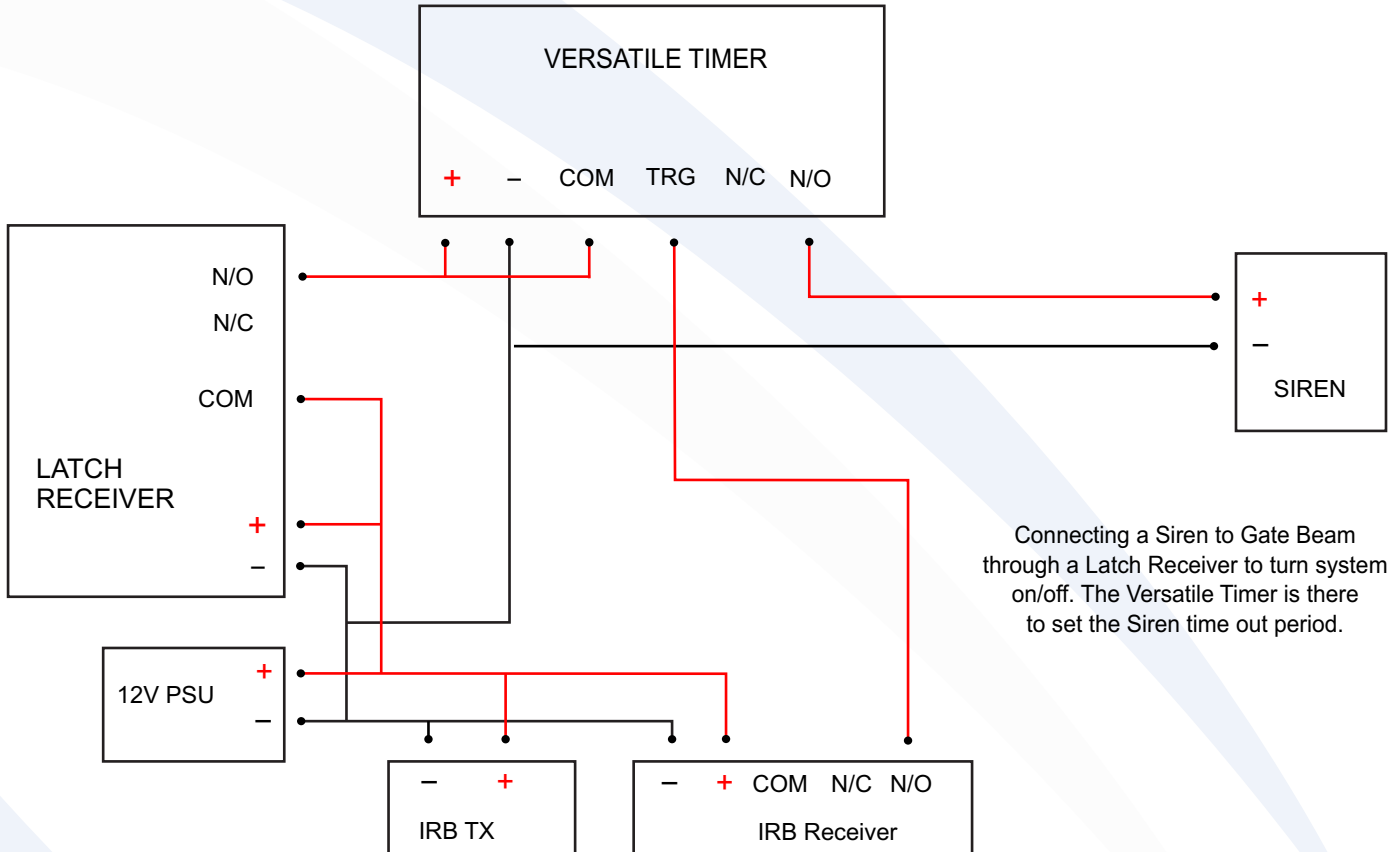 VERSATILE TIMER
+ – COM TRG N/C N/O
N/O
N/C
COM
LATCH
RECEIVER
+
–
+
–
SIREN
Connecting a Siren to Gate Beam
through a Latch Receiver to turn system
on/off. The Versatile Timer is there
to set the Siren time out period.
12V PSU
+
–
– +
IRB TX
– + COM N/C N/O
IRB Receiver